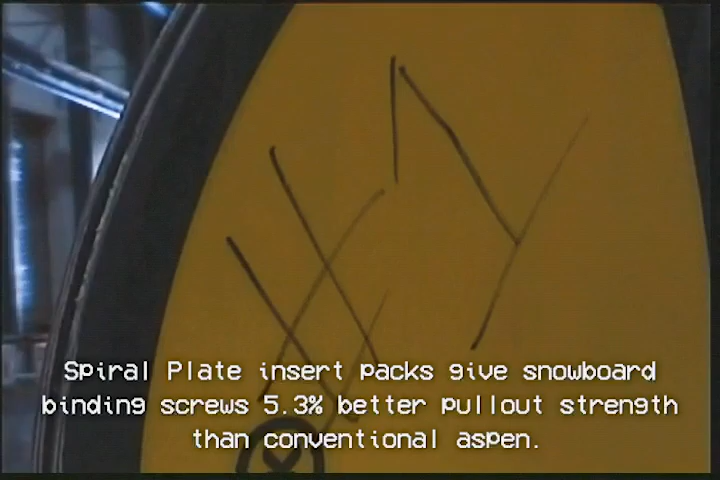 Spiral Plate insert packs give snowboard
binding screws 5.3% better pullout strength
than conventional aspen.